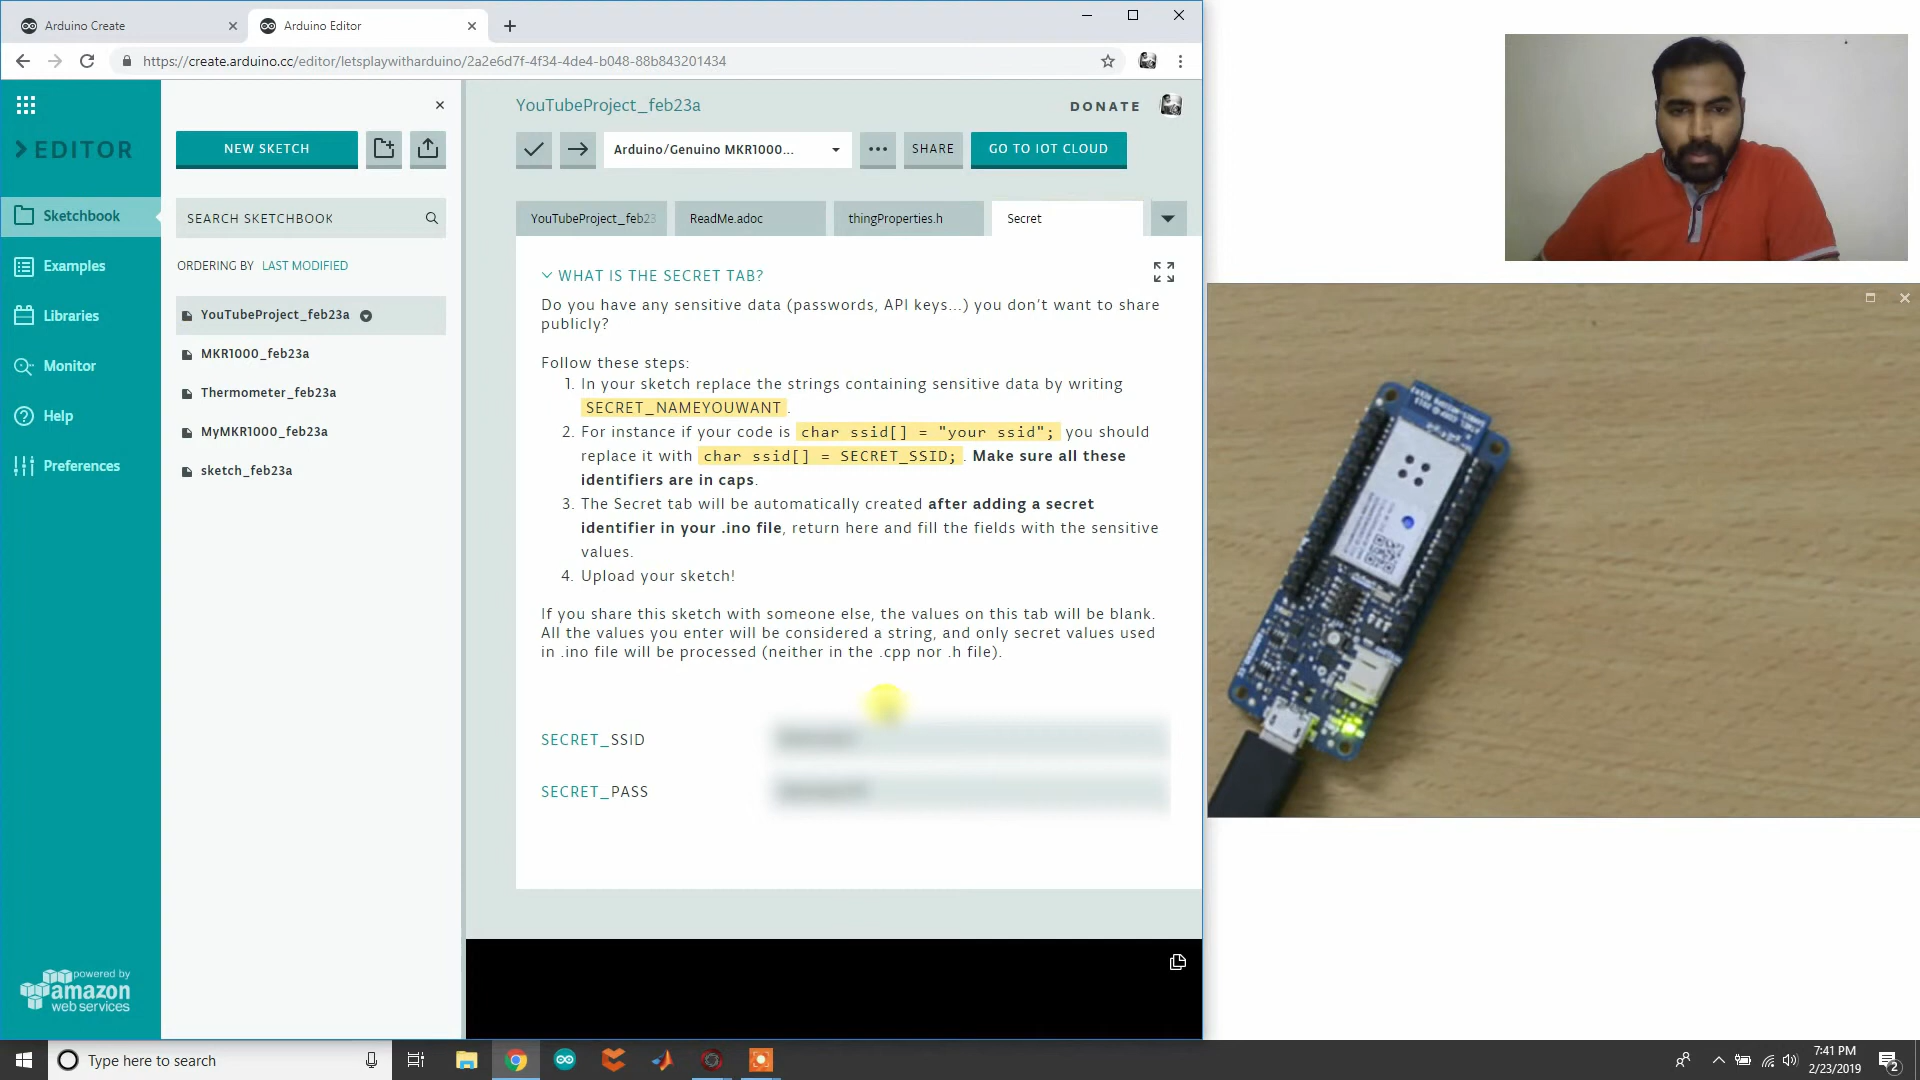 Arduino Create
Arduino Editor
https://create.arduino.cc/editor/letsplaywitharduino/2a2e6d7f-4f34-4de4-b048-88b843201434
EDITOR
Sketchbook
Examples
Libraries
Monitor
Help
Preferences
powered by
amazon
web services
NEW SKETCH
SEARCH SKETCHBOOK
ORDERING BY LAST MODIFIED
YouTubeProject_feb23a
MKR1000_feb23a
Thermometer_feb23a
MyMKR1000_feb23a
sketch_feb23a
YouTubeProject_feb23a
DONATE
Arduino/Genuino MKR1000...
SHARE
GO TO IOT CLOUD
YouTubeProject_feb23
ReadMe.adoc
thingProperties.h
Secret
WHAT IS THE SECRET TAB?
Do you have any sensitive data (passwords, API keys...) you don't want to share
publicly?
Follow these steps:
1. In your sketch replace the strings containing sensitive data by writing
SECRET_NAMEYOUWANT .
2. For instance if your code is char ssid[] = "your ssid"; you should
replace it with char ssid[] = SECRET_SSID; . Make sure all these
identifiers are in caps.
3. The Secret tab will be automatically created after adding a secret
identifier in your .ino file, return here and fill the fields with the sensitive
values.
4. Upload your sketch!
If you share this sketch with someone else, the values on this tab will be blank.
All the values you enter will be considered a string, and only secret values used
in .ino file will be processed (neither in the .cpp nor .h file).
SECRET_SSID
SECRET_PASS
Type here to search
7:41 PM
2/23/2019
2